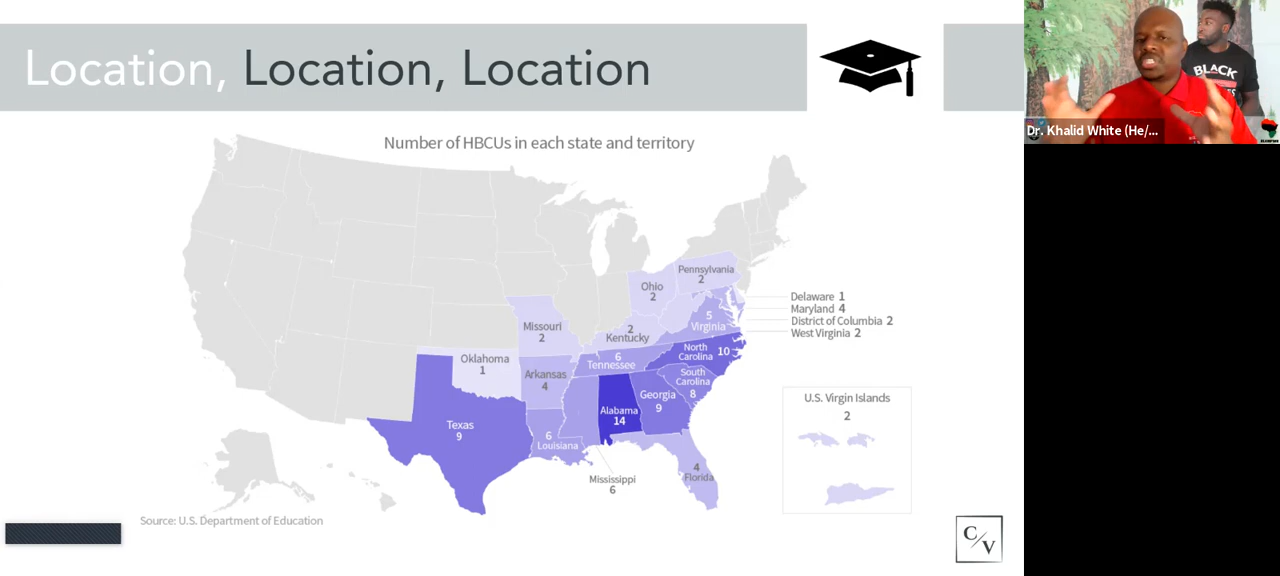 Location, Location, Location
Number of HBCUs in each state and territory
Pennsylvania
2
Ohio
2
Delaware 1
Maryland 4
District of Columbia 2
West Virginia 2
5
Virginia
Missouri
2
2
Kentucky
North
Carolina 10
Oklahoma
1
6
Tennessee
Arkansas
4
South
Carolina
8
Georgia
9
Alabama
14
Texas
9
6
Louisiana
Mississippi
6
4
Florida
U.S. Virgin Islands
2
Source: U.S. Department of Education
C/V
BLACK
Dr. Khalid White (He/...